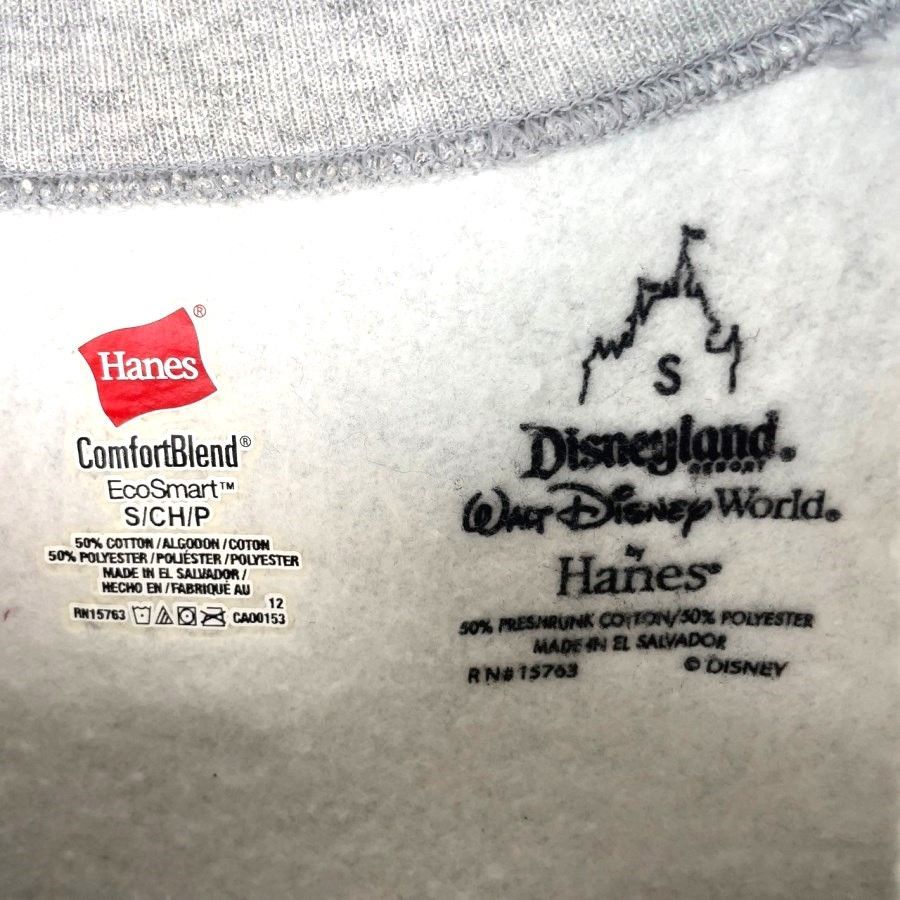 Hanes®
ComfortBlend®
EcoSmart™
S/CH/P
50% COTTON/ALGODON/COTON
50% POLYESTER/POLIÉSTER/POLYESTER
MADE IN EL SALVADOR/
HECHO EN/FABRIQUÉ AU
12
RN15763 CA00153
S
Disneyland®
RESORT
Walt Disney World®
by
Hanes®
50% PRESHRUNK COTTON/50% POLYESTER
MADE IN EL SALVADOR
RN#15763 © DISNEY